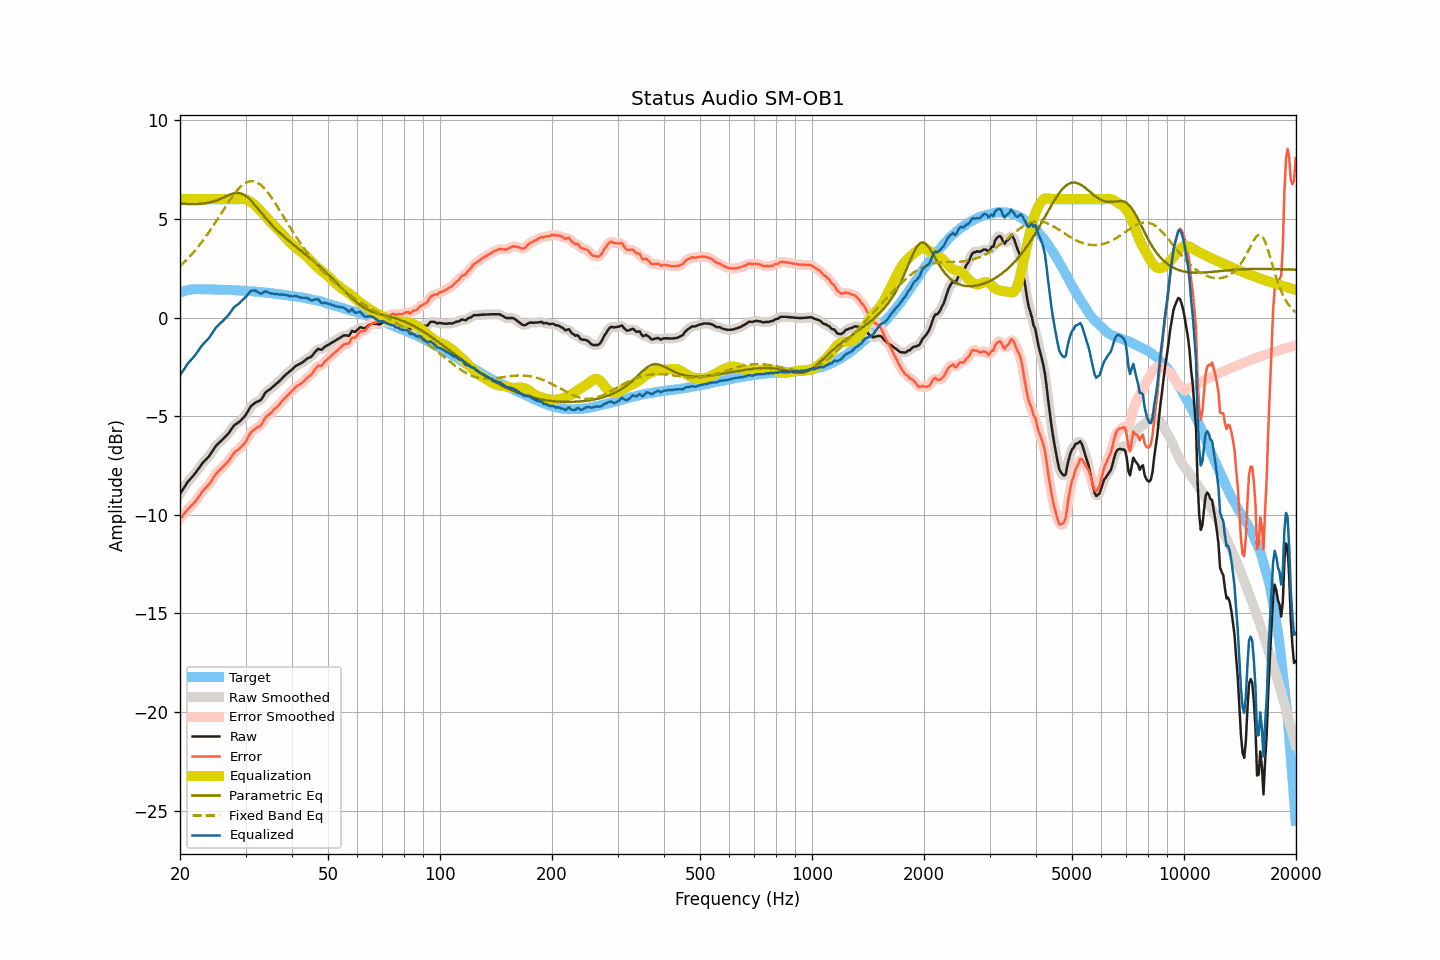 Status Audio SM-OB1
10
5
0
−5
−10
−15
−20
−25
Amplitude (dBr)
Target
Raw Smoothed
Error Smoothed
Raw
Error
Equalization
Parametric Eq
Fixed Band Eq
Equalized
20 50 100 200 500 1000 2000 5000 10000 20000
Frequency (Hz)